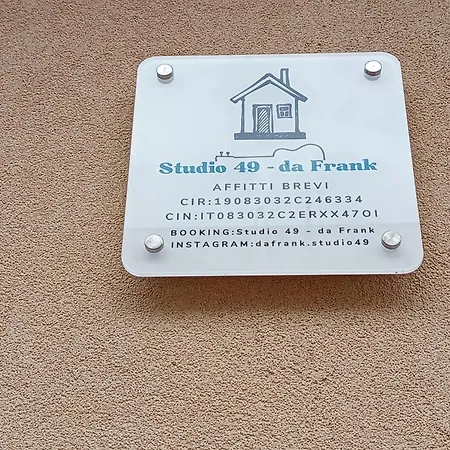 Studio 49 - da Frank
AFFITTI BREVI
CIR:19083032C246334
CIN:IT083032C2ERXX47OI
BOOKING:Studio 49 - da Frank
INSTAGRAM:dafrank.studio49